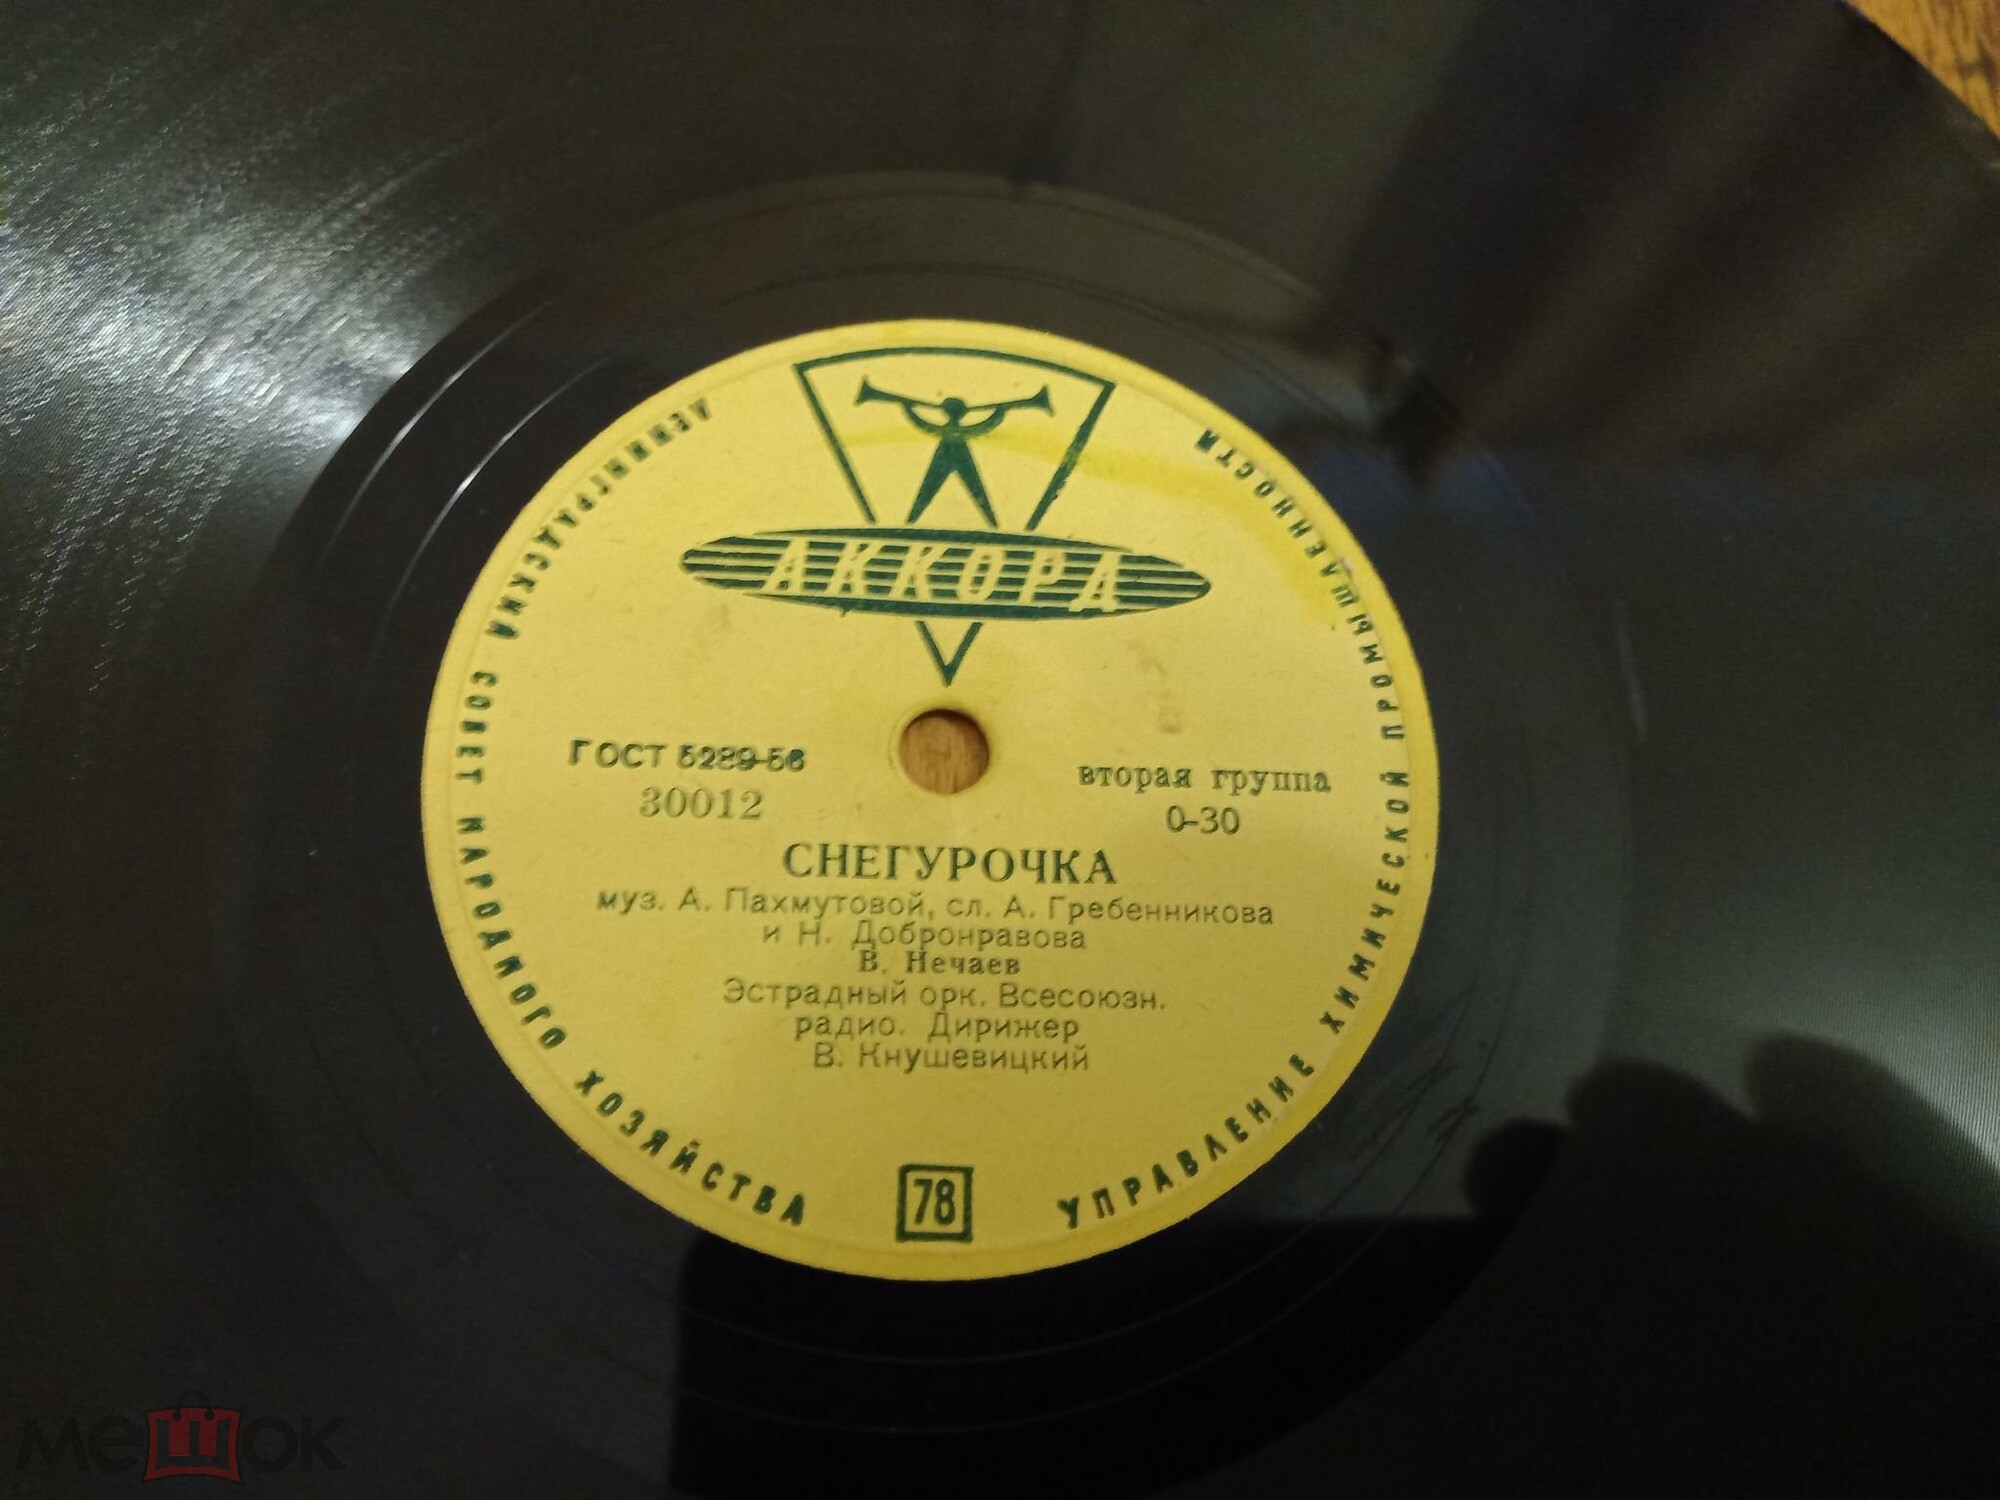 АККОРД
ЛЕНИНГРАДСКИЙ СОВЕТ НАРОДНОГО ХОЗЯЙСТВА
УПРАВЛЕНИЕ ХИМИЧЕСКОЙ ПРОМЫШЛЕННОСТИ
ГОСТ 5289-56
30012
вторая группа
0-30
СНЕГУРОЧКА
муз. А. Пахмутовой, сл. А. Гребенникова
и Н. Добронравова
В. Нечаев
Эстрадный орк. Всесоюзн.
радио. Дирижер
В. Кнушевицкий
78
мешок